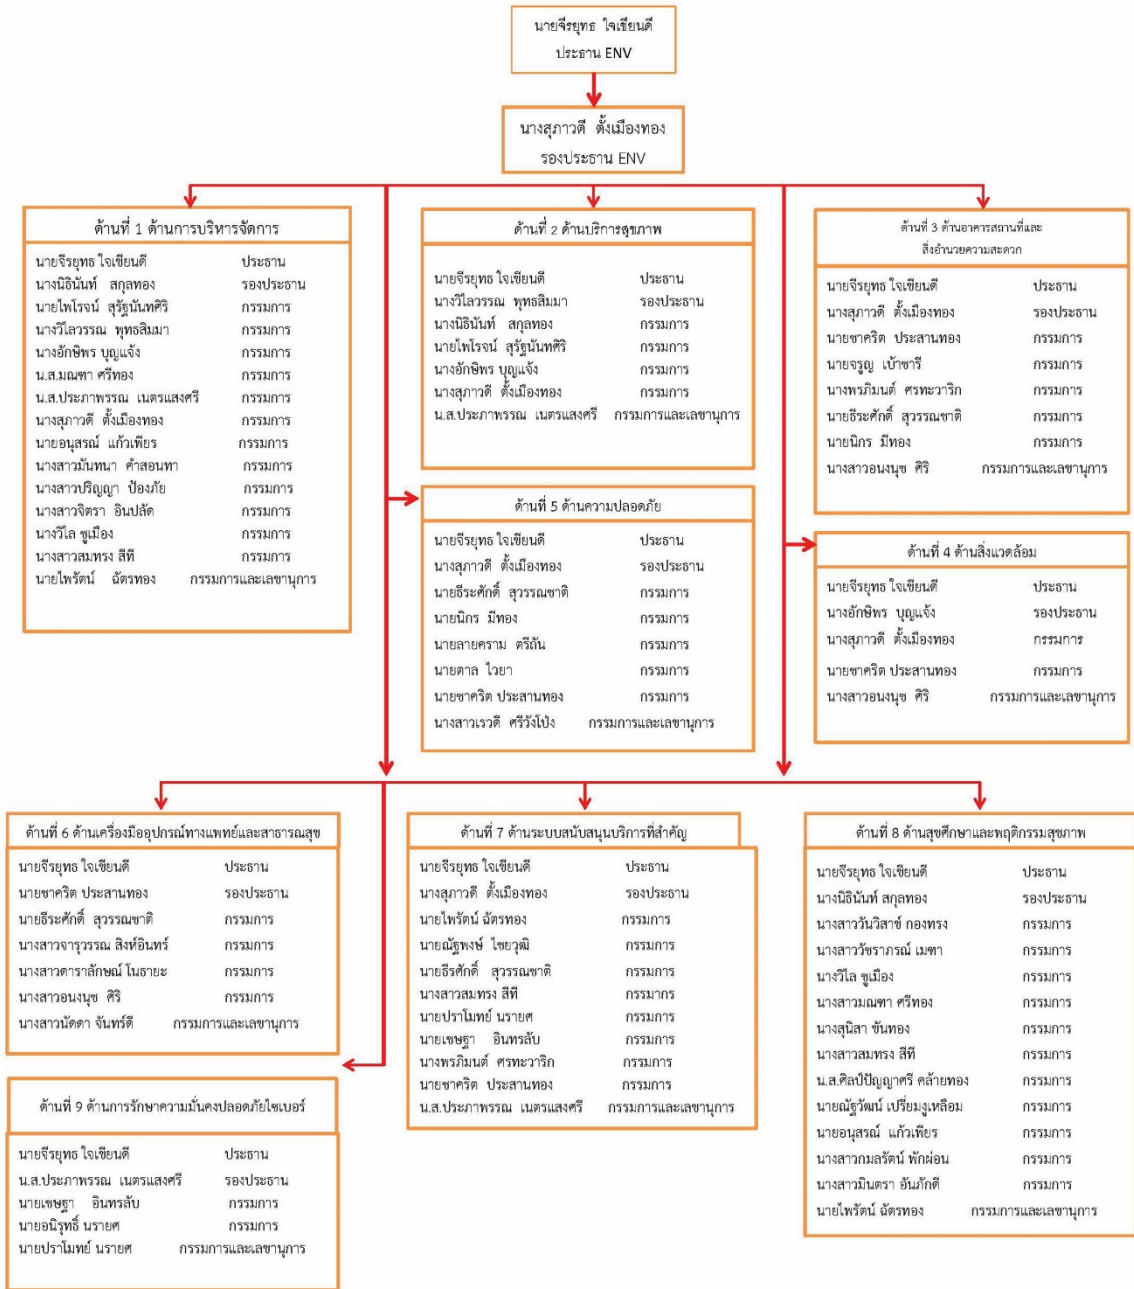 นายจีรยุทธ ใจเขียนดี
ประธาน ENV
นางสุภาวดี ตั้งเมืองทอง
รองประธาน ENV
ด้านที่ 1 ด้านการบริหารจัดการ
นายจีรยุทธ ใจเขียนดี ประธาน
นางนิธินันท์ สกุลทอง รองประธาน
นายไพโรจน์ สุรัฐนันทศิริ กรรมการ
นางวิไลวรรณ พุทธสิมมา กรรมการ
นางอักษิพร บุญแจ้ง กรรมการ
น.ส.มณฑา ศรีทอง กรรมการ
น.ส.ประภาพรรณ เนตรแสงศรี กรรมการ
นางสุภาวดี ตั้งเมืองทอง กรรมการ
นายอนุสรณ์ แก้วเพียร กรรมการ
นางสาวมันทนา คำสอนทา กรรมการ
นางสาวปริญญา ป้องภัย กรรมการ
นางสาวจิตรา อินปลัด กรรมการ
นางวิไล ชูเมือง กรรมการ
นางสาวสมทรง สีที กรรมการ
นายไพรัตน์ ฉัตรทอง กรรมการและเลขานุการ
ด้านที่ 2 ด้านบริการสุขภาพ
นายจีรยุทธ ใจเขียนดี ประธาน
นางวิไลวรรณ พุทธสิมมา รองประธาน
นางนิธินันท์ สกุลทอง กรรมการ
นายไพโรจน์ สุรัฐนันทศิริ กรรมการ
นางอักษิพร บุญแจ้ง กรรมการ
นางสุภาวดี ตั้งเมืองทอง กรรมการ
น.ส.ประภาพรรณ เนตรแสงศรี กรรมการและเลขานุการ
ด้านที่ 3 ด้านอาคารสถานที่และ
สิ่งอำนวยความสะดวก
นายจีรยุทธ ใจเขียนดี ประธาน
นางสุภาวดี ตั้งเมืองทอง รองประธาน
นายชาคริต ประสานทอง กรรมการ
นายจรูญ เบ้าชารี กรรมการ
นางพรภิมนต์ ศรทะวาริก กรรมการ
นายธีระศักดิ์ สุวรรณชาติ กรรมการ
นายนิกร มีทอง กรรมการ
นางสาวอนงนุช ศิริ กรรมการและเลขานุการ
ด้านที่ 5 ด้านความปลอดภัย
นายจีรยุทธ ใจเขียนดี ประธาน
นางสุภาวดี ตั้งเมืองทอง รองประธาน
นายธีระศักดิ์ สุวรรณชาติ กรรมการ
นายนิกร มีทอง กรรมการ
นายลายคราม ตรีถัน กรรมการ
นายตาล ไวยา กรรมการ
นายชาคริต ประสานทอง กรรมการ
นางสาวเรวดี ศรีวังโป่ง กรรมการและเลขานุการ
ด้านที่ 4 ด้านสิ่งแวดล้อม
นายจีรยุทธ ใจเขียนดี ประธาน
นางอักษิพร บุญแจ้ง รองประธาน
นางสุภาวดี ตั้งเมืองทอง กรรมการ
นายชาคริต ประสานทอง กรรมการ
นางสาวอนงนุช ศิริ กรรมการและเลขานุการ
ด้านที่ 6 ด้านเครื่องมืออุปกรณ์ทางแพทย์และสาธารณสุข
นายจีรยุทธ ใจเขียนดี ประธาน
นายชาคริต ประสานทอง รองประธาน
นายธีระศักดิ์ สุวรรณชาติ กรรมการ
นางสาวจารุวรรณ สิงห์อินทร์ กรรมการ
นางสาวดาราลักษณ์ โนธายะ กรรมการ
นางสาวอนงนุช ศิริ กรรมการ
นางสาวนัดดา จันทร์ดี กรรมการและเลขานุการ
ด้านที่ 7 ด้านระบบสนับสนุนบริการที่สำคัญ
นายจีรยุทธ ใจเขียนดี ประธาน
นางสุภาวดี ตั้งเมืองทอง รองประธาน
นายไพรัตน์ ฉัตรทอง กรรมการ
นายณัฐพงษ์ ไชยวุฒิ กรรมการ
นายธีรศักดิ์ สุวรรณชาติ กรรมการ
นางสาวสมทรง สีที กรรมากร
นายปราโมทย์ นรายศ กรรมการ
นายเชษฐา อินทรลับ กรรมการ
นางพรภิมนต์ ศรทะวาริก กรรมการ
นายชาคริต ประสานทอง กรรมการ
น.ส.ประภาพรรณ เนตรแสงศรี กรรมการและเลขานุการ
ด้านที่ 8 ด้านสุขศึกษาและพฤติกรรมสุขภาพ
นายจีรยุทธ ใจเขียนดี ประธาน
นางนิธินันท์ สกุลทอง รองประธาน
นางสาววันวิสาข์ กองทรง กรรมการ
นางสาววัชราภรณ์ เมฑา กรรมการ
นางวิไล ชูเมือง กรรมการ
นางสาวมณฑา ศรีทอง กรรมการ
นางสุนิสา ขันทอง กรรมการ
นางสาวสมทรง สีที กรรมการ
น.ส.ศิลป์ปัญญาศรี คล้ายทอง กรรมการ
นายณัฐวัฒน์ เปรี่ยมงูเหลือม กรรมการ
นายอนุสรณ์ แก้วเพียร กรรมการ
นางสาวกมลรัตน์ พักผ่อน กรรมการ
นางสาวมินตรา อันภักดี กรรมการ
นายไพรัตน์ ฉัตรทอง กรรมการและเลขานุการ
ด้านที่ 9 ด้านการรักษาความมั่นคงปลอดภัยไซเบอร์
นายจีรยุทธ ใจเขียนดี ประธาน
น.ส.ประภาพรรณ เนตรแสงศรี รองประธาน
นายเชษฐา อินทรลับ กรรมการ
นายอนิรุทธิ์ นรายศ กรรมการ
นายปราโมทย์ นรายศ กรรมการและเลขานุการ